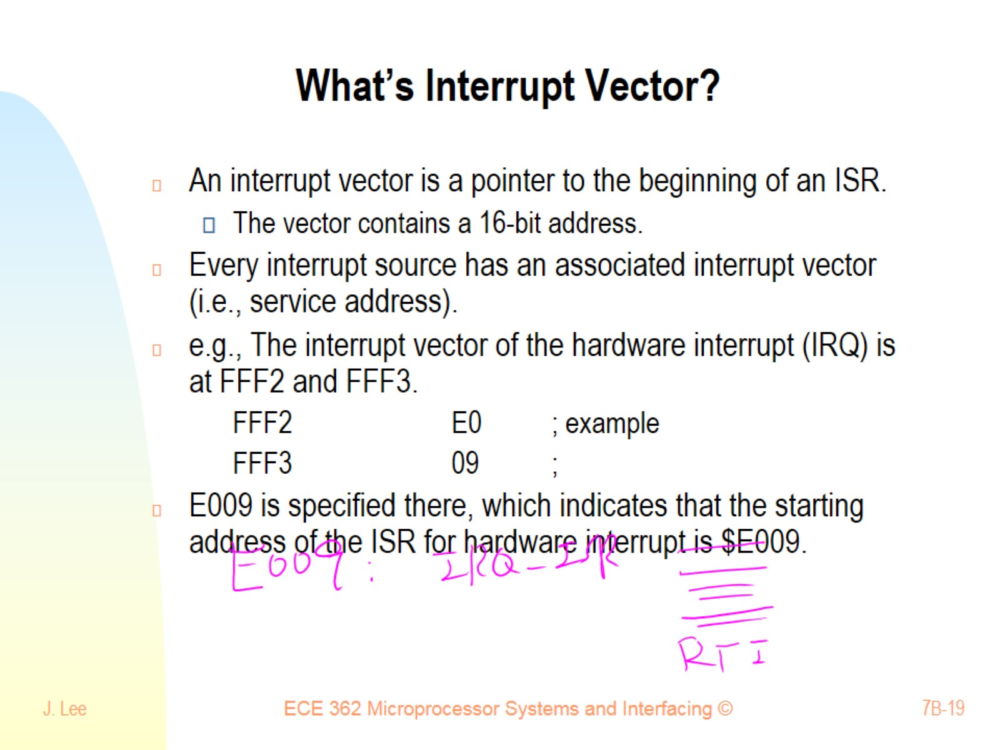 What's Interrupt Vector?
An interrupt vector is a pointer to the beginning of an ISR.
The vector contains a 16-bit address.
Every interrupt source has an associated interrupt vector
(i.e., service address).
e.g., The interrupt vector of the hardware interrupt (IRQ) is
at FFF2 and FFF3.
FFF2 E0 ; example
FFF3 09 ;
E009 is specified there, which indicates that the starting
address of the ISR for hardware interrupt is $E009.
E009: IRQ-ISR
RTI
J. Lee ECE 362 Microprocessor Systems and Interfacing © 7B-19